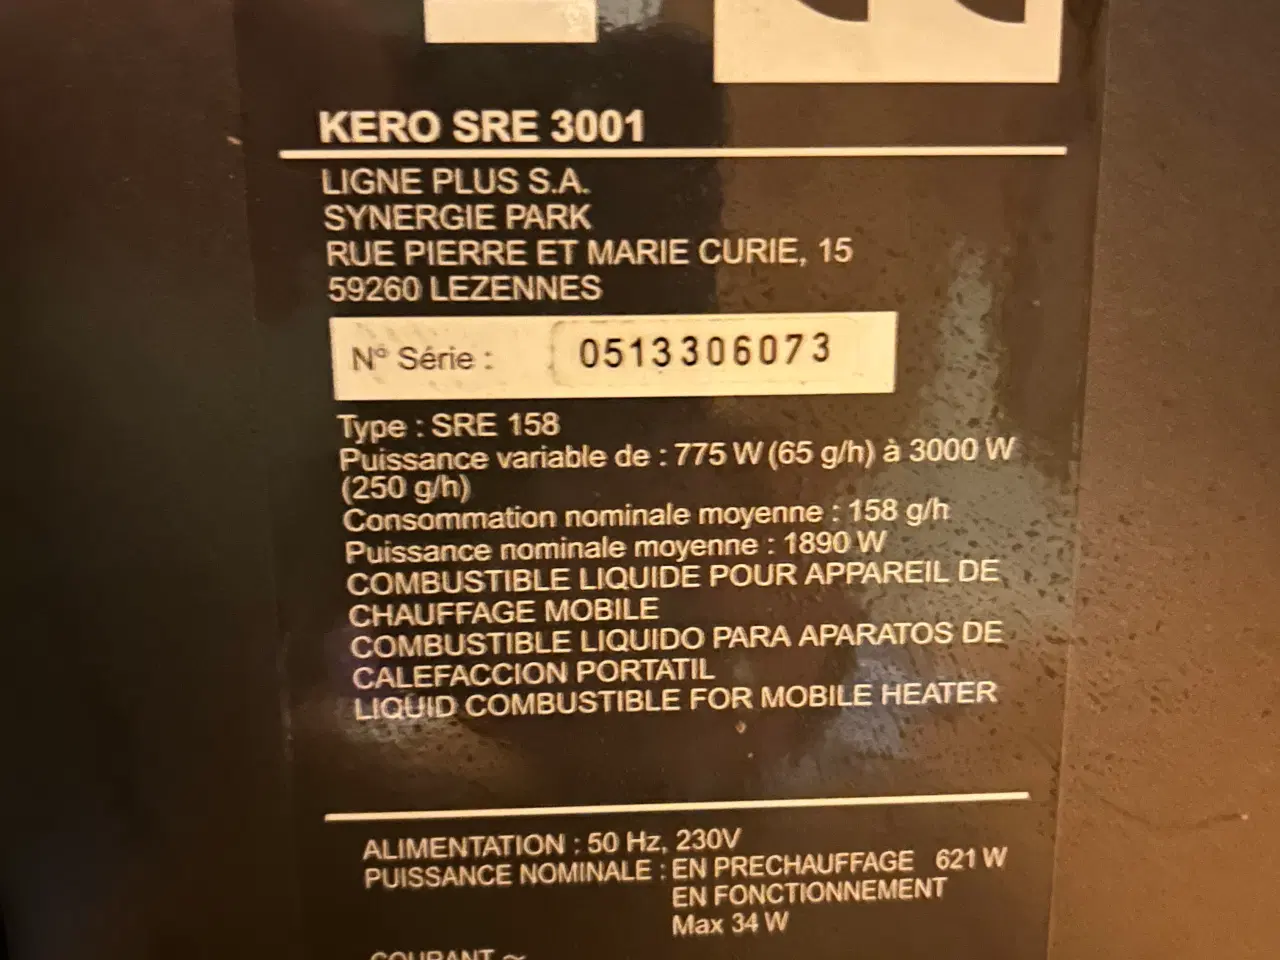 KERO SRE 3001
LIGNE PLUS S.A.
SYNERGIE PARK
RUE PIERRE ET MARIE CURIE, 15
59260 LEZENNES
N° Série : 0513306073
Type : SRE 158
Puissance variable de : 775 W (65 g/h) à 3000 W
(250 g/h)
Consommation nominale moyenne : 158 g/h
Puissance nominale moyenne : 1890 W
COMBUSTIBLE LIQUIDE POUR APPAREIL DE
CHAUFFAGE MOBILE
COMBUSTIBLE LIQUIDO PARA APARATOS DE
CALEFACCION PORTATIL
LIQUID COMBUSTIBLE FOR MOBILE HEATER
ALIMENTATION : 50 Hz, 230V
PUISSANCE NOMINALE : EN PRECHAUFFAGE 621 W
EN FONCTIONNEMENT
Max 34 W
COURANT ~